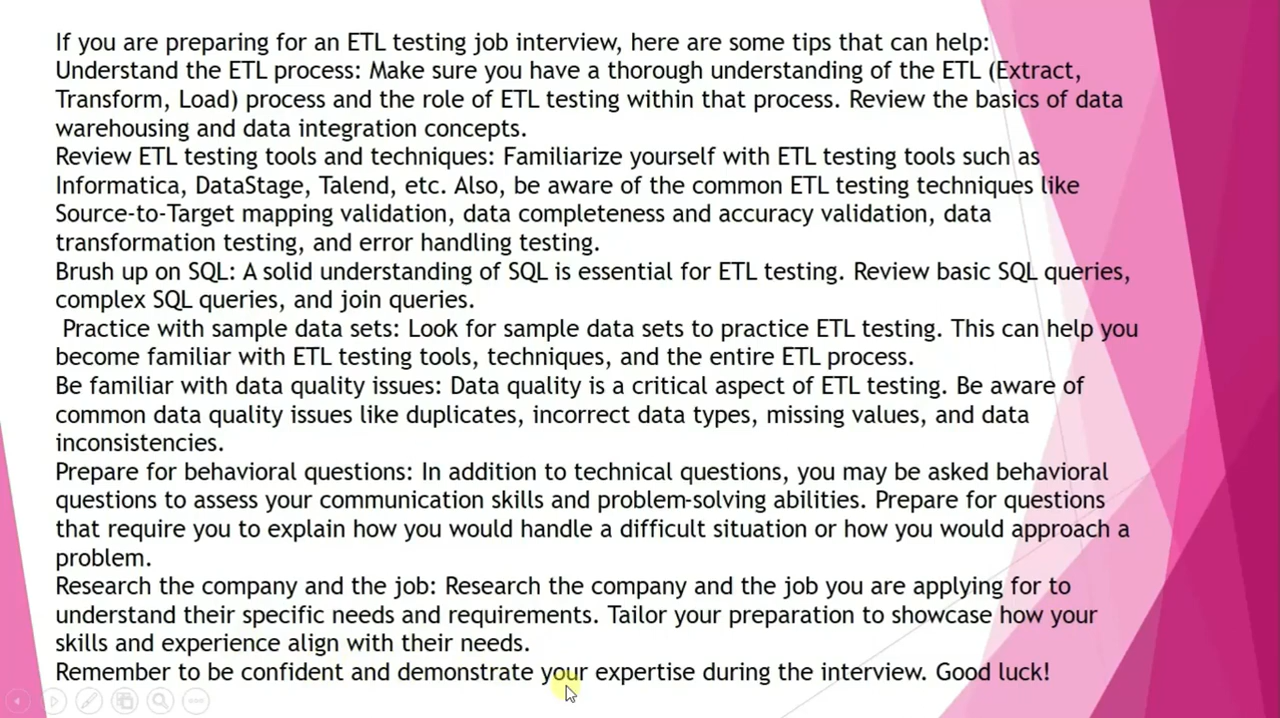 If you are preparing for an ETL testing job interview, here are some tips that can help:
Understand the ETL process: Make sure you have a thorough understanding of the ETL (Extract,
Transform, Load) process and the role of ETL testing within that process. Review the basics of data
warehousing and data integration concepts.
Review ETL testing tools and techniques: Familiarize yourself with ETL testing tools such as
Informatica, DataStage, Talend, etc. Also, be aware of the common ETL testing techniques like
Source-to-Target mapping validation, data completeness and accuracy validation, data
transformation testing, and error handling testing.
Brush up on SQL: A solid understanding of SQL is essential for ETL testing. Review basic SQL queries,
complex SQL queries, and join queries.
Practice with sample data sets: Look for sample data sets to practice ETL testing. This can help you
become familiar with ETL testing tools, techniques, and the entire ETL process.
Be familiar with data quality issues: Data quality is a critical aspect of ETL testing. Be aware of
common data quality issues like duplicates, incorrect data types, missing values, and data
inconsistencies.
Prepare for behavioral questions: In addition to technical questions, you may be asked behavioral
questions to assess your communication skills and problem-solving abilities. Prepare for questions
that require you to explain how you would handle a difficult situation or how you would approach a
problem.
Research the company and the job: Research the company and the job you are applying for to
understand their specific needs and requirements. Tailor your preparation to showcase how your
skills and experience align with their needs.
Remember to be confident and demonstrate your expertise during the interview. Good luck!